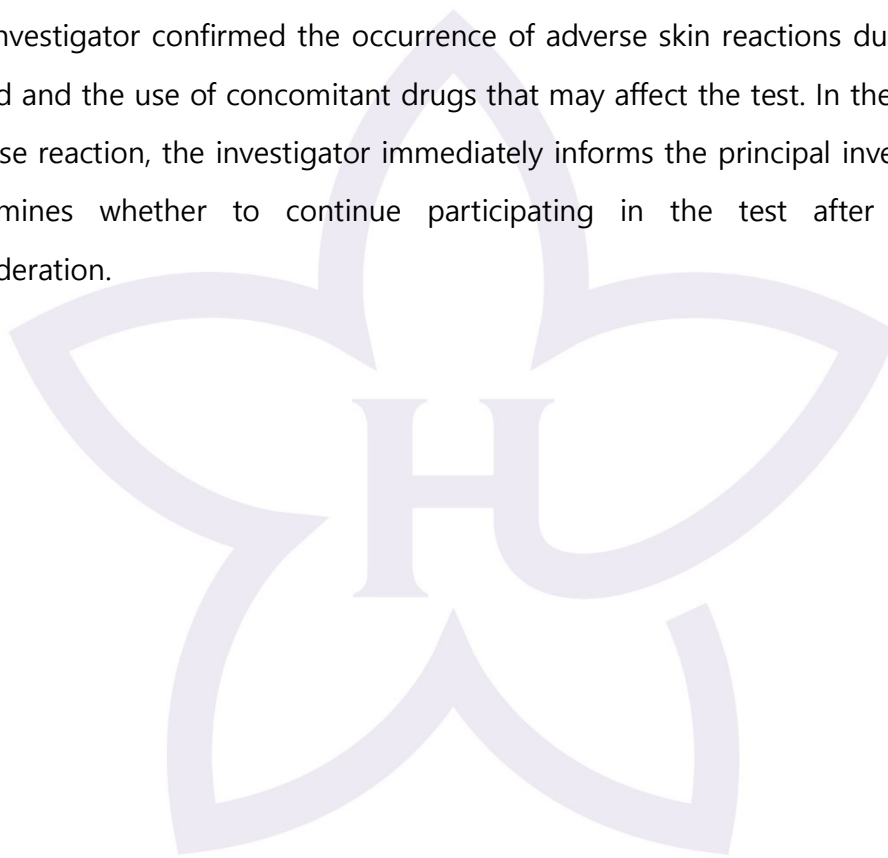 nvestigator confirmed the occurrence of adverse skin reactions du
d and the use of concomitant drugs that may affect the test. In the
se reaction, the investigator immediately informs the principal inve
mines whether to continue participating in the test after
deration.
H